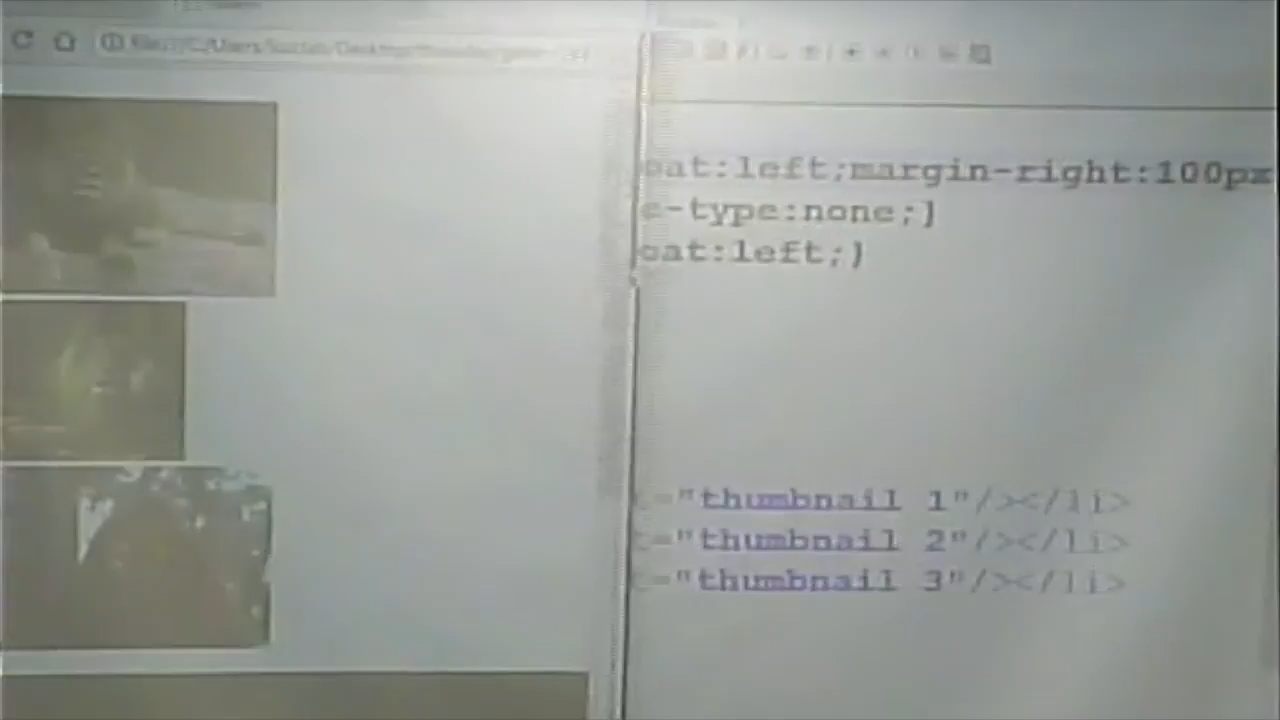 oat:left;margin-right:100px
e-type:none;}
oat:left;}
="thumbnail 1"/></li>
="thumbnail 2"/></li>
="thumbnail 3"/></li>